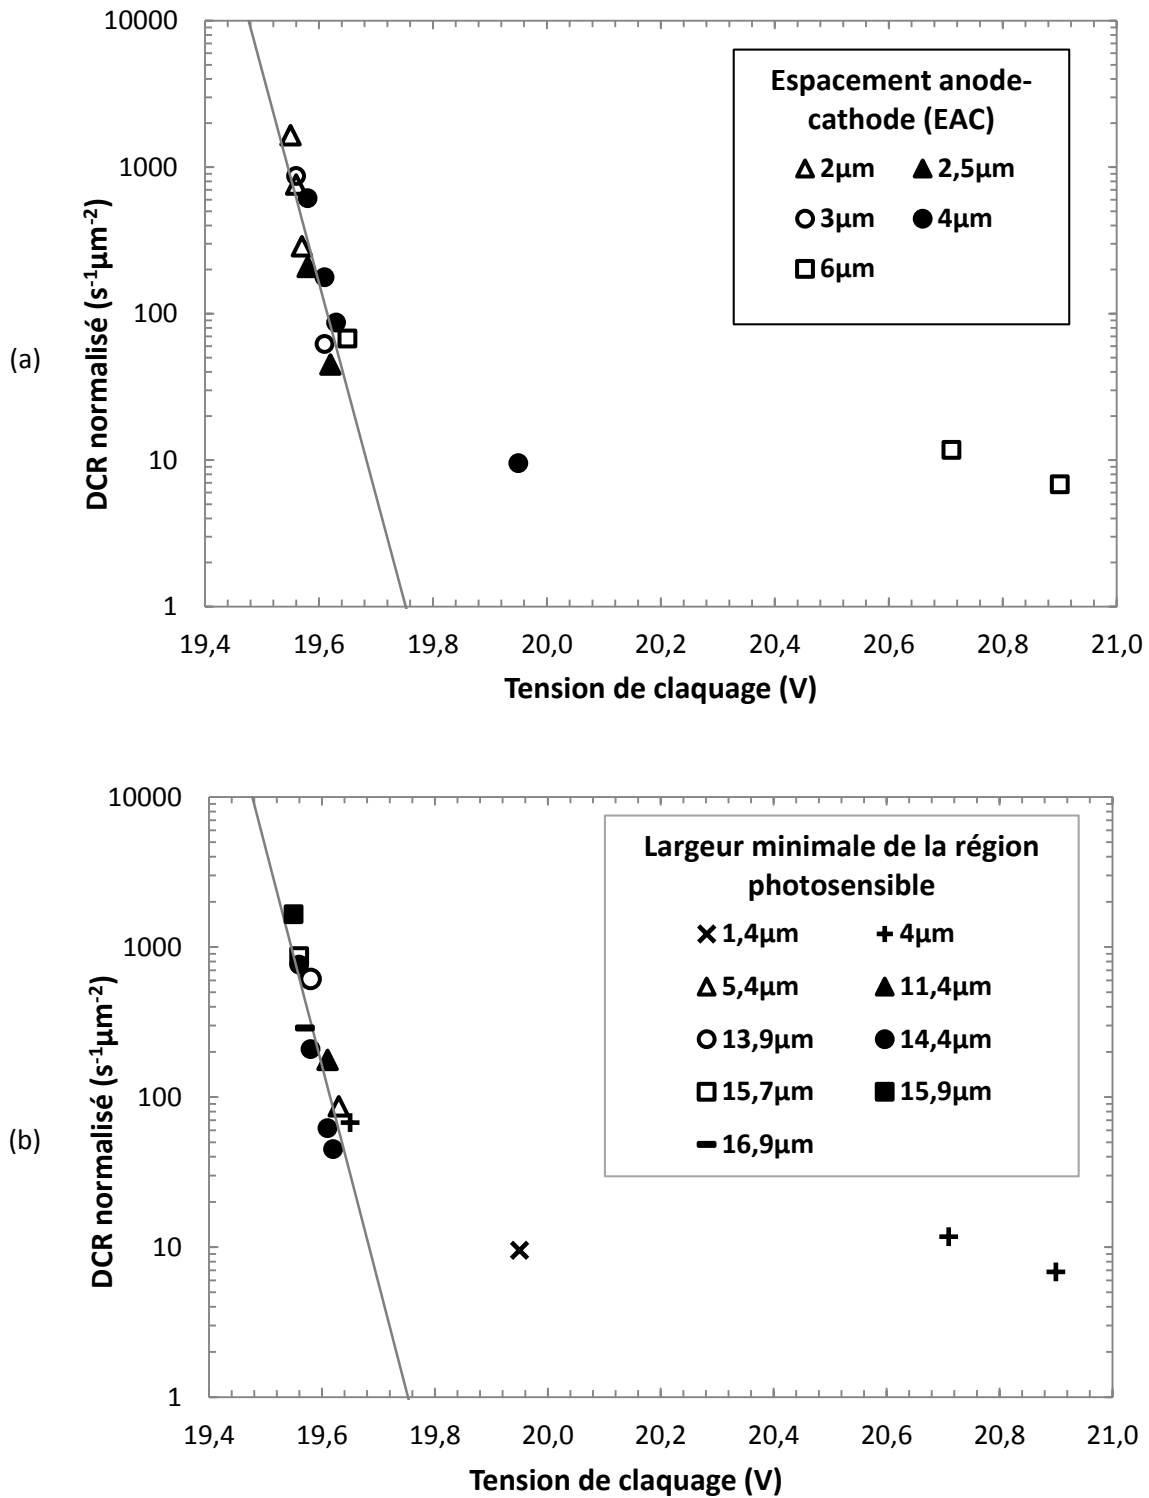 (a)
DCR normalisé (s⁻¹µm⁻²)
10000
1000
100
10
1
19,4 19,6 19,8 20,0 20,2 20,4 20,6 20,8 21,0
Tension de claquage (V)
Espacement anode-
cathode (EAC)
2µm 2,5µm
3µm 4µm
6µm
(b)
DCR normalisé (s⁻¹µm⁻²)
10000
1000
100
10
1
19,4 19,6 19,8 20,0 20,2 20,4 20,6 20,8 21,0
Tension de claquage (V)
Largeur minimale de la région
photosensible
1,4µm 4µm
5,4µm 11,4µm
13,9µm 14,4µm
15,7µm 15,9µm
16,9µm